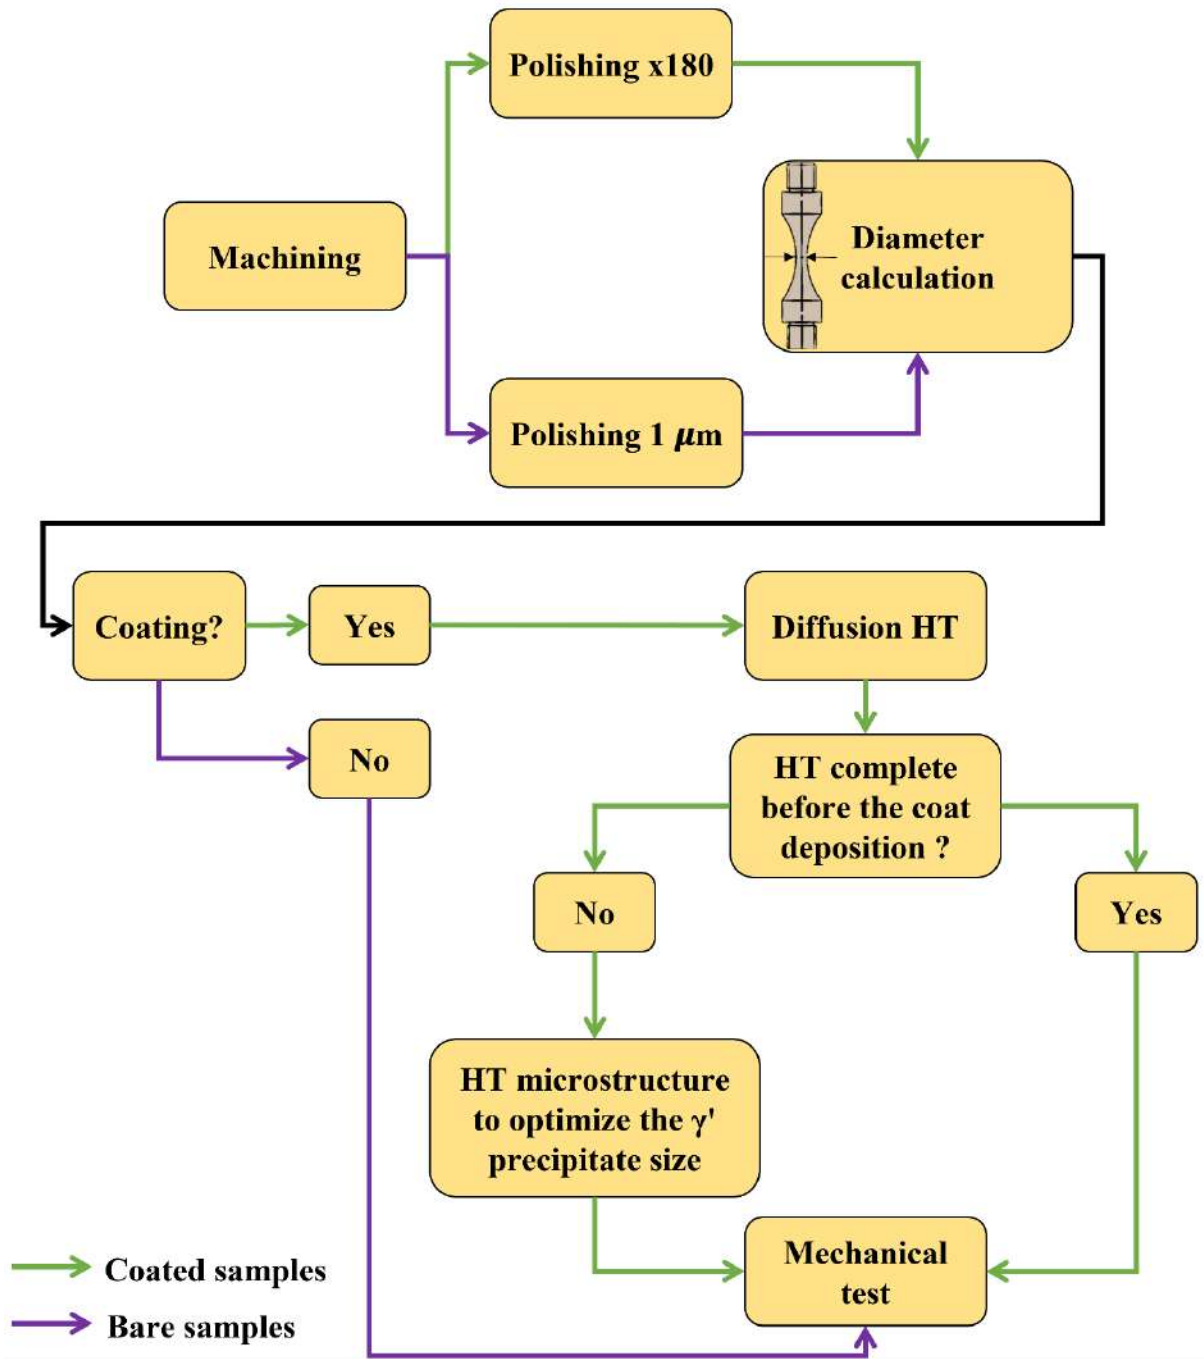 Polishing x180
Machining
Diameter
calculation
Polishing 1 μm
Coating?
Yes
Diffusion HT
No
HT complete
before the coat
deposition ?
No
Yes
HT microstructure
to optimize the γ'
precipitate size
Mechanical
test
Coated samples
Bare samples